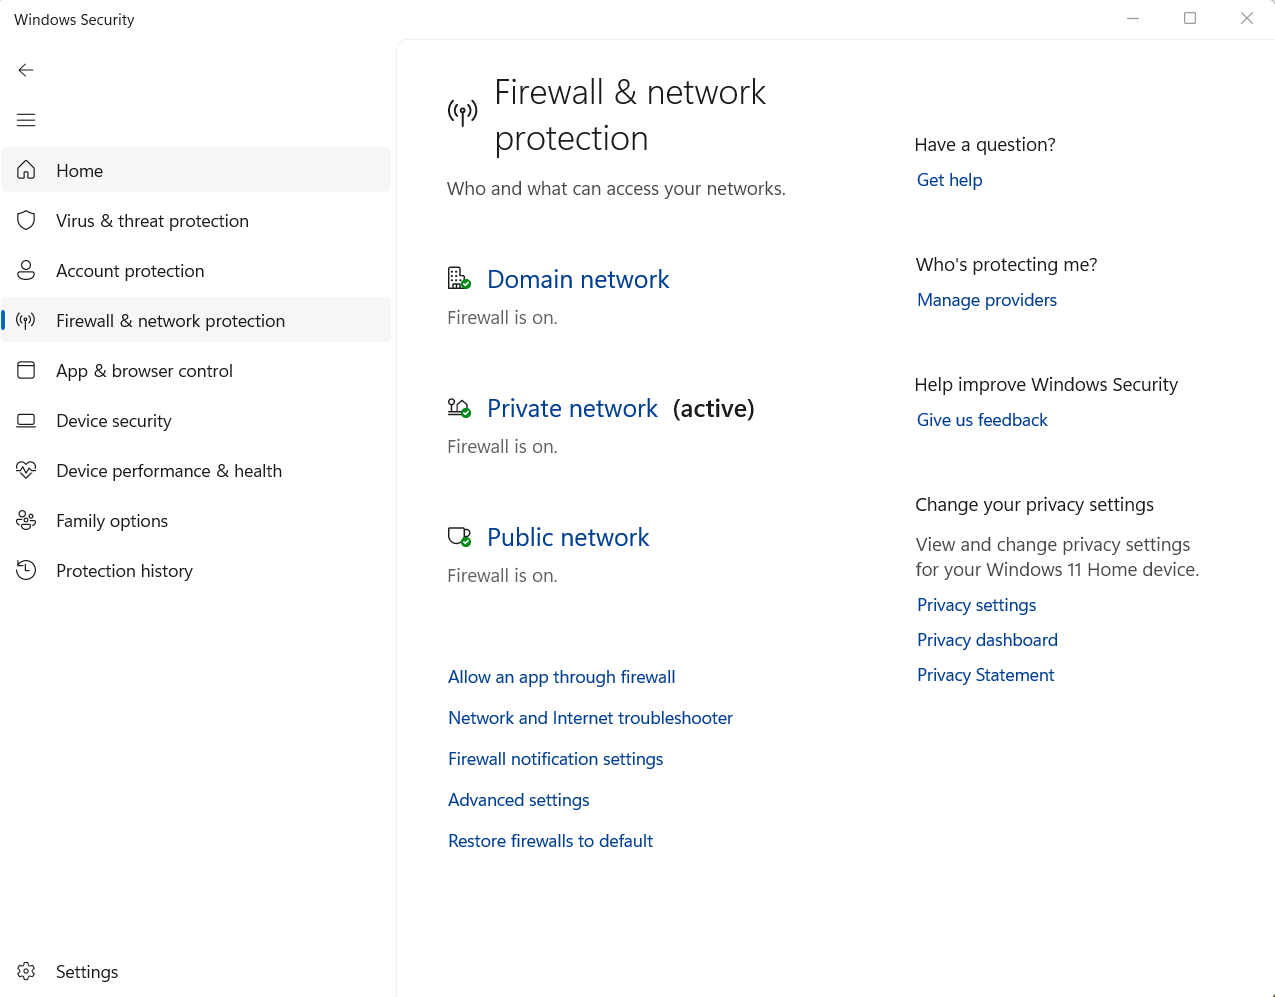 Windows Security
Home
Virus & threat protection
Account protection
Firewall & network protection
App & browser control
Device security
Device performance & health
Family options
Protection history
Settings
Firewall & network
protection
Who and what can access your networks.
Domain network
Firewall is on.
Private network (active)
Firewall is on.
Public network
Firewall is on.
Allow an app through firewall
Network and Internet troubleshooter
Firewall notification settings
Advanced settings
Restore firewalls to default
Have a question?
Get help
Who's protecting me?
Manage providers
Help improve Windows Security
Give us feedback
Change your privacy settings
View and change privacy settings
for your Windows 11 Home device.
Privacy settings
Privacy dashboard
Privacy Statement